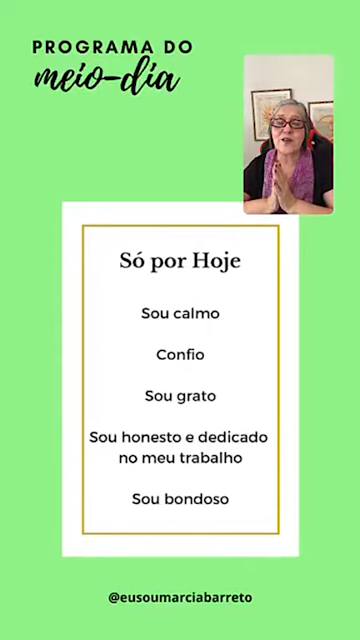 PROGRAMA DO
meio-dia
Só por Hoje
Sou calmo
Confio
Sou grato
Sou honesto e dedicado
no meu trabalho
Sou bondoso
@eusoumarciabarreto